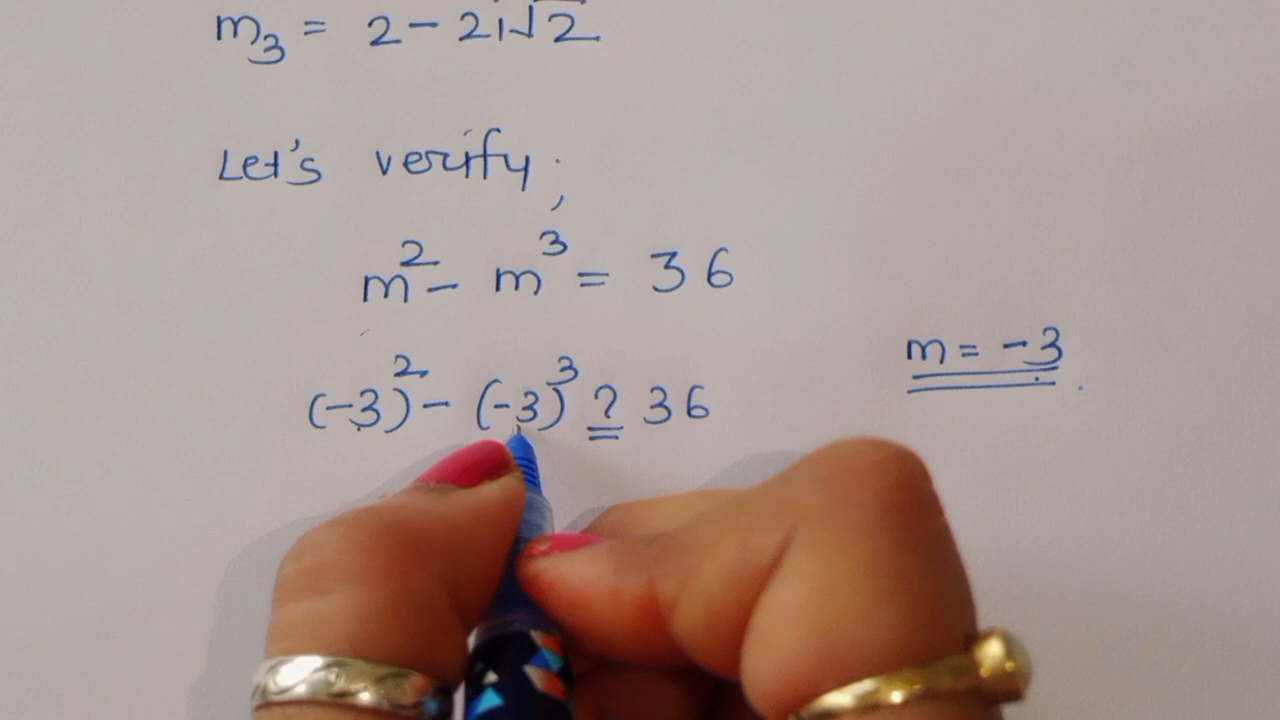 m₃ = 2 - 2i√2
Let's verify;
m² - m³ = 36
m = -3
(-3)² - (-3)³ ? 36